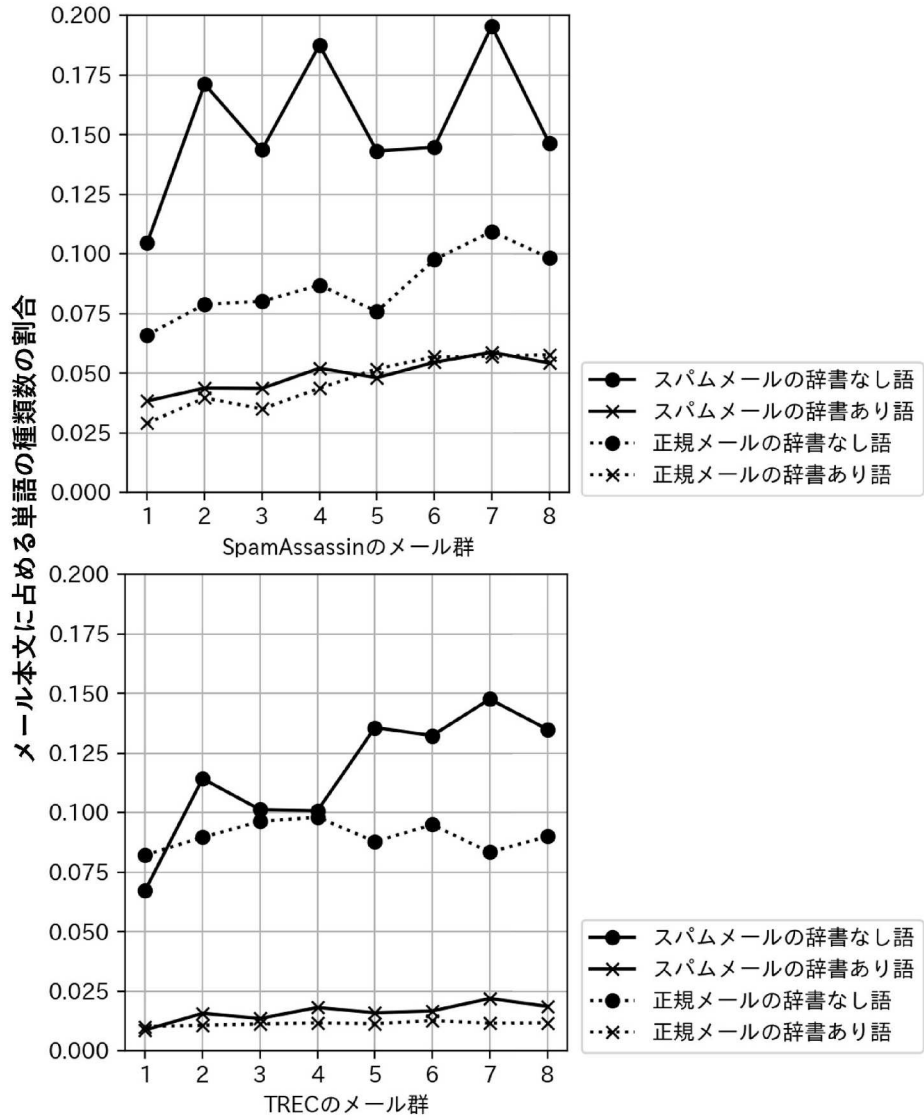 メール本文に占める単語の種類数の割合
0.200
0.175
0.150
0.125
0.100
0.075
0.050
0.025
0.000
1 2 3 4 5 6 7 8
SpamAssassinのメール群
スパムメールの辞書なし語
スパムメールの辞書あり語
正規メールの辞書なし語
正規メールの辞書あり語
0.200
0.175
0.150
0.125
0.100
0.075
0.050
0.025
0.000
1 2 3 4 5 6 7 8
TRECのメール群
スパムメールの辞書なし語
スパムメールの辞書あり語
正規メールの辞書なし語
正規メールの辞書あり語